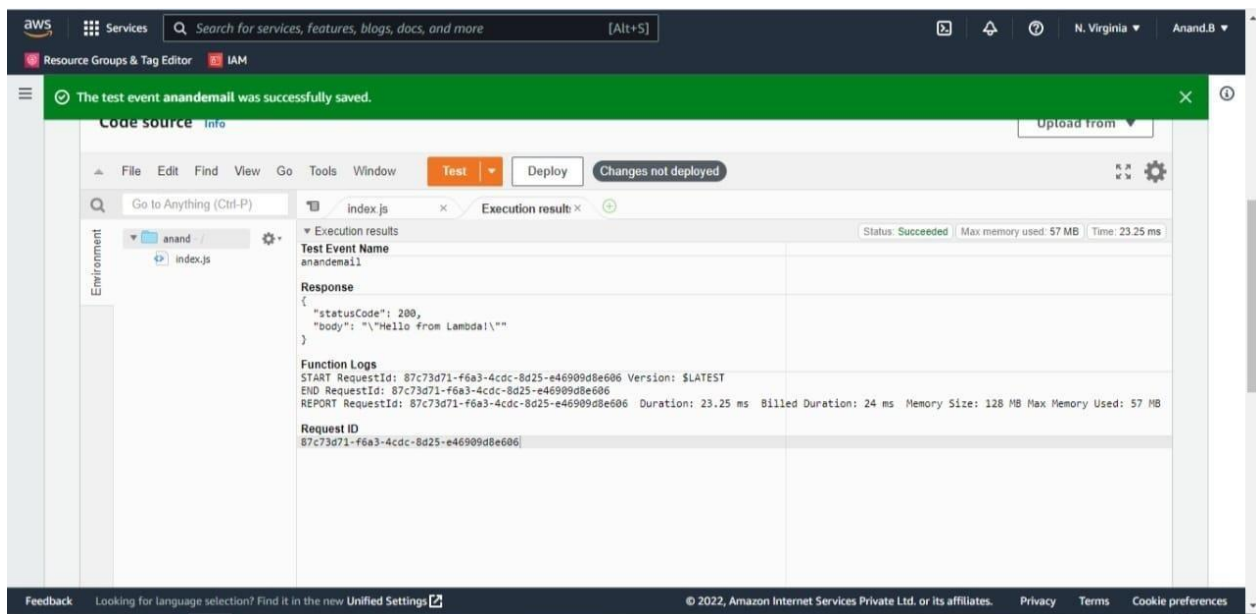 aws Services Search for services, features, blogs, docs, and more [Alt+S] N. Virginia ▼ Anand.B ▼
Resource Groups & Tag Editor IAM
The test event anandemail was successfully saved.
Code source Info Upload from ▼
File Edit Find View Go Tools Window Test Deploy Changes not deployed
Go to Anything (Ctrl-P) index.js × Execution results ×
Environment
anand - /
index.js
▼ Execution results Status: Succeeded Max memory used: 57 MB Time: 23.25 ms
Test Event Name
anandemail
Response
{
"statusCode": 200,
"body": "\"Hello from Lambda!\""
}
Function Logs
START RequestId: 87c73d71-f6a3-4cdc-8d25-e46909d8e606 Version: $LATEST
END RequestId: 87c73d71-f6a3-4cdc-8d25-e46909d8e606
REPORT RequestId: 87c73d71-f6a3-4cdc-8d25-e46909d8e606 Duration: 23.25 ms Billed Duration: 24 ms Memory Size: 128 MB Max Memory Used: 57 MB
Request ID
87c73d71-f6a3-4cdc-8d25-e46909d8e606
Feedback Looking for language selection? Find it in the new Unified Settings © 2022, Amazon Internet Services Private Ltd. or its affiliates. Privacy Terms Cookie preferences